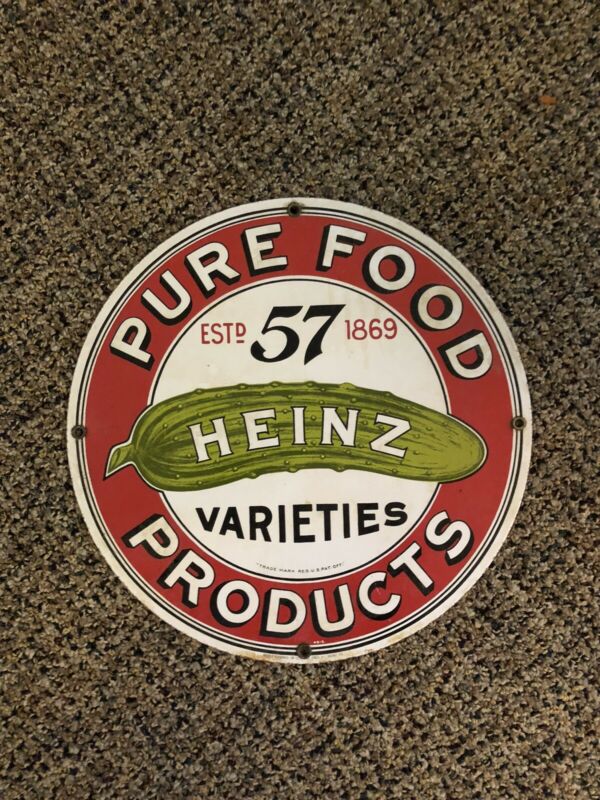 PURE FOOD
ESTD 57 1869
HEINZ
VARIETIES
"TRADE MARK REG. U.S. PAT. OFF."
PRODUCTS